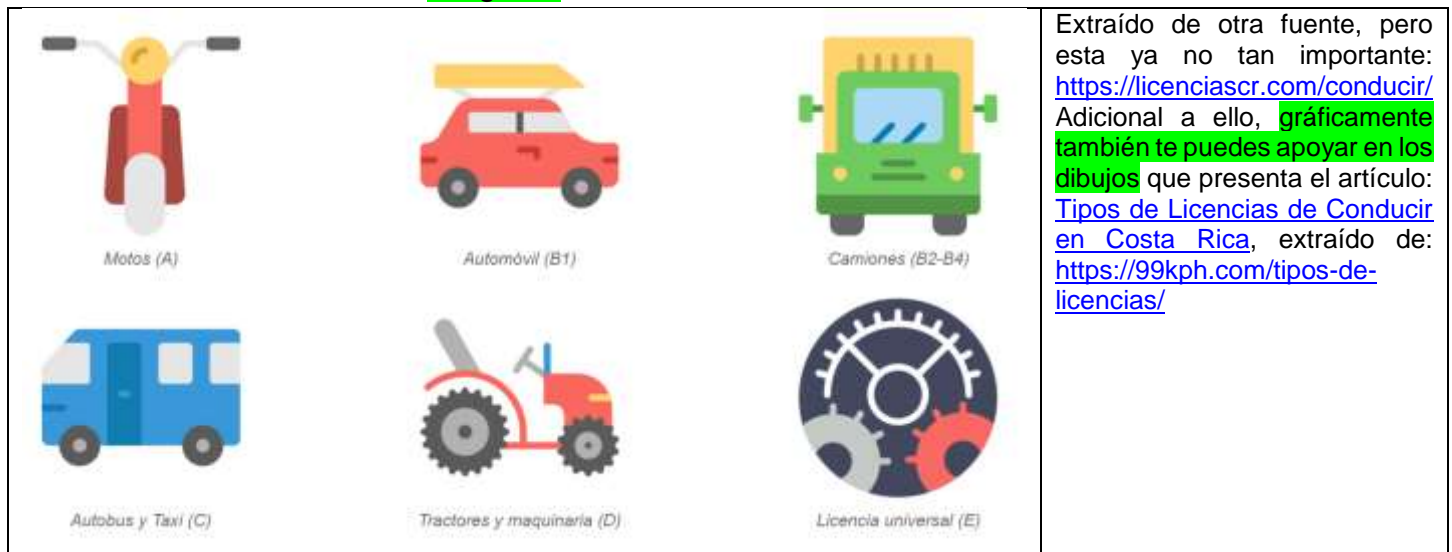 Motos (A)
Automóvil (B1)
Camiones (B2-B4)
Autobus y Taxi (C)
Tractores y maquinaria (D)
Licencia universal (E)
Extraído de otra fuente, pero
esta ya no tan importante:
https://licenciascr.com/conducir/
Adicional a ello, gráficamente
también te puedes apoyar en los
dibujos que presenta el artículo:
Tipos de Licencias de Conducir
en Costa Rica, extraído de:
https://99kph.com/tipos-de-
licencias/